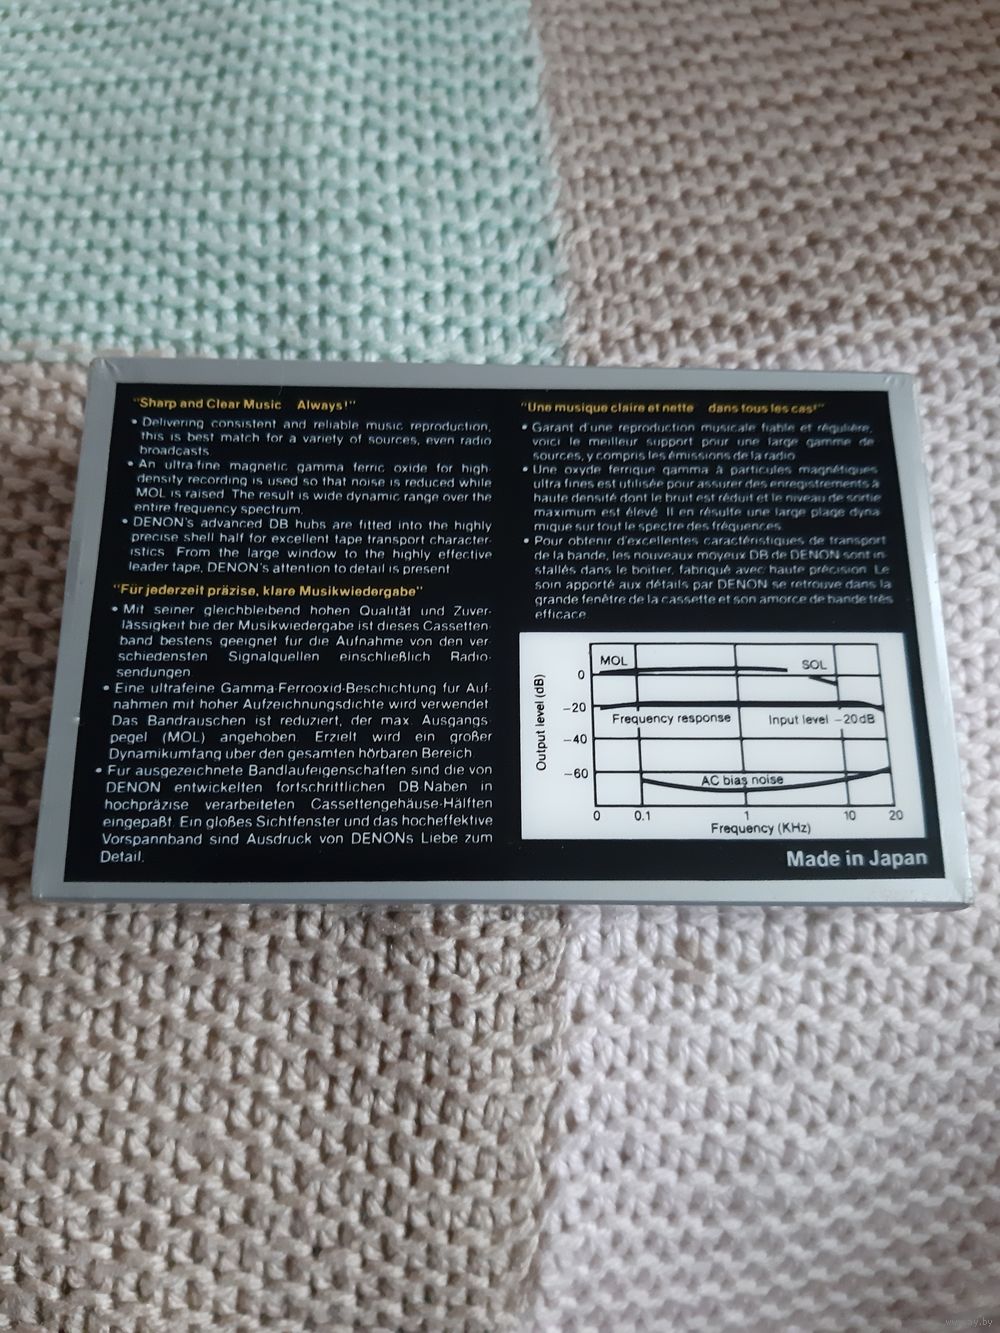 "Sharp and Clear Music Always!"
• Delivering consistent and reliable music reproduction,
this is best match for a variety of sources, even radio
broadcasts
• An ultra-fine magnetic gamma ferric oxide for high-
density recording is used so that noise is reduced while
MOL is raised. The result is wide dynamic range over the
entire frequency spectrum.
• DENON's advanced DB hubs are fitted into the highly
precise shell half for excellent tape transport character-
istics. From the large window to the highly effective
leader tape, DENON's attention to detail is present
"Für jederzeit präzise, klare Musikwiedergabe"
• Mit seiner gleichbleibend hohen Qualität und Zuver-
lässigkeit bie der Musikwiedergabe ist dieses Cassetten-
band bestens geeignet fur die Aufnahme von den ver-
schiedensten Signalquellen einschließlich Radio-
sendungen
• Eine ultrafeine Gamma-Ferrooxid-Beschichtung fur Auf-
nahmen mit hoher Aufzeichnungsdichte wird verwendet.
Das Bandrauschen ist reduziert, der max. Ausgangs-
pegel (MOL) angehoben. Erzielt wird ein großer
Dynamikumfang uber den gesamten hörbaren Bereich.
• Für ausgezeichnete Bandlaufeigenschaften sind die von
DENON entwickelten fortschrittlichen DB-Naben in
hochpräzise verarbeiteten Cassettengehäuse-Hälften
eingepaßt. Ein gloßes Sichtfenster und das hocheffektive
Vorspannband sind Ausdruck von DENONs Liebe zum
Detail.
"Une musique claire et nette dans tous les cas!"
• Garant d'une reproduction musicale fiable et régulière,
voici le meilleur support pour une large gamme de
sources, y compris les émissions de la radio
• Une oxyde ferrique gamma à particules magnétiques
ultra fines est utilisée pour assurer des enregistrements à
haute densité dont le bruit est réduit et le niveau de sortie
maximum est élevé. Il en résulte une large plage dyna-
mique sur tout le spectre des fréquences.
• Pour obtenir d'excellentes caractéristiques de transport
de la bande, les nouveaux moyeux DB de DENON sont in-
stallés dans le boitier, fabriqué avec haute précision. Le
soin apporté aux détails par DENON se retrouve dans la
grande fenêtre de la cassette et son amorce de bande très
efficace.
Output level (dB)
0
−20
−40
−60
MOL
SOL
Frequency response
Input level −20dB
AC bias noise
0 0.1 1 10 20
Frequency (KHz)
Made in Japan